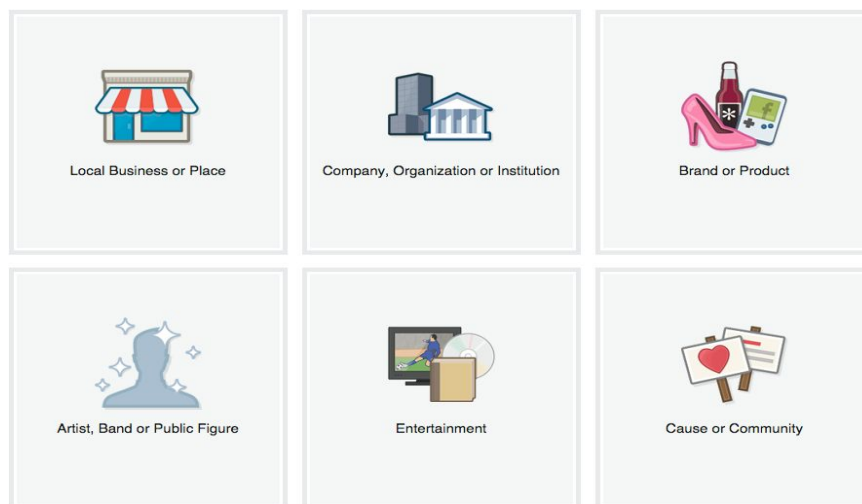 Local Business or Place
Company, Organization or Institution
Brand or Product
Artist, Band or Public Figure
Entertainment
Cause or Community